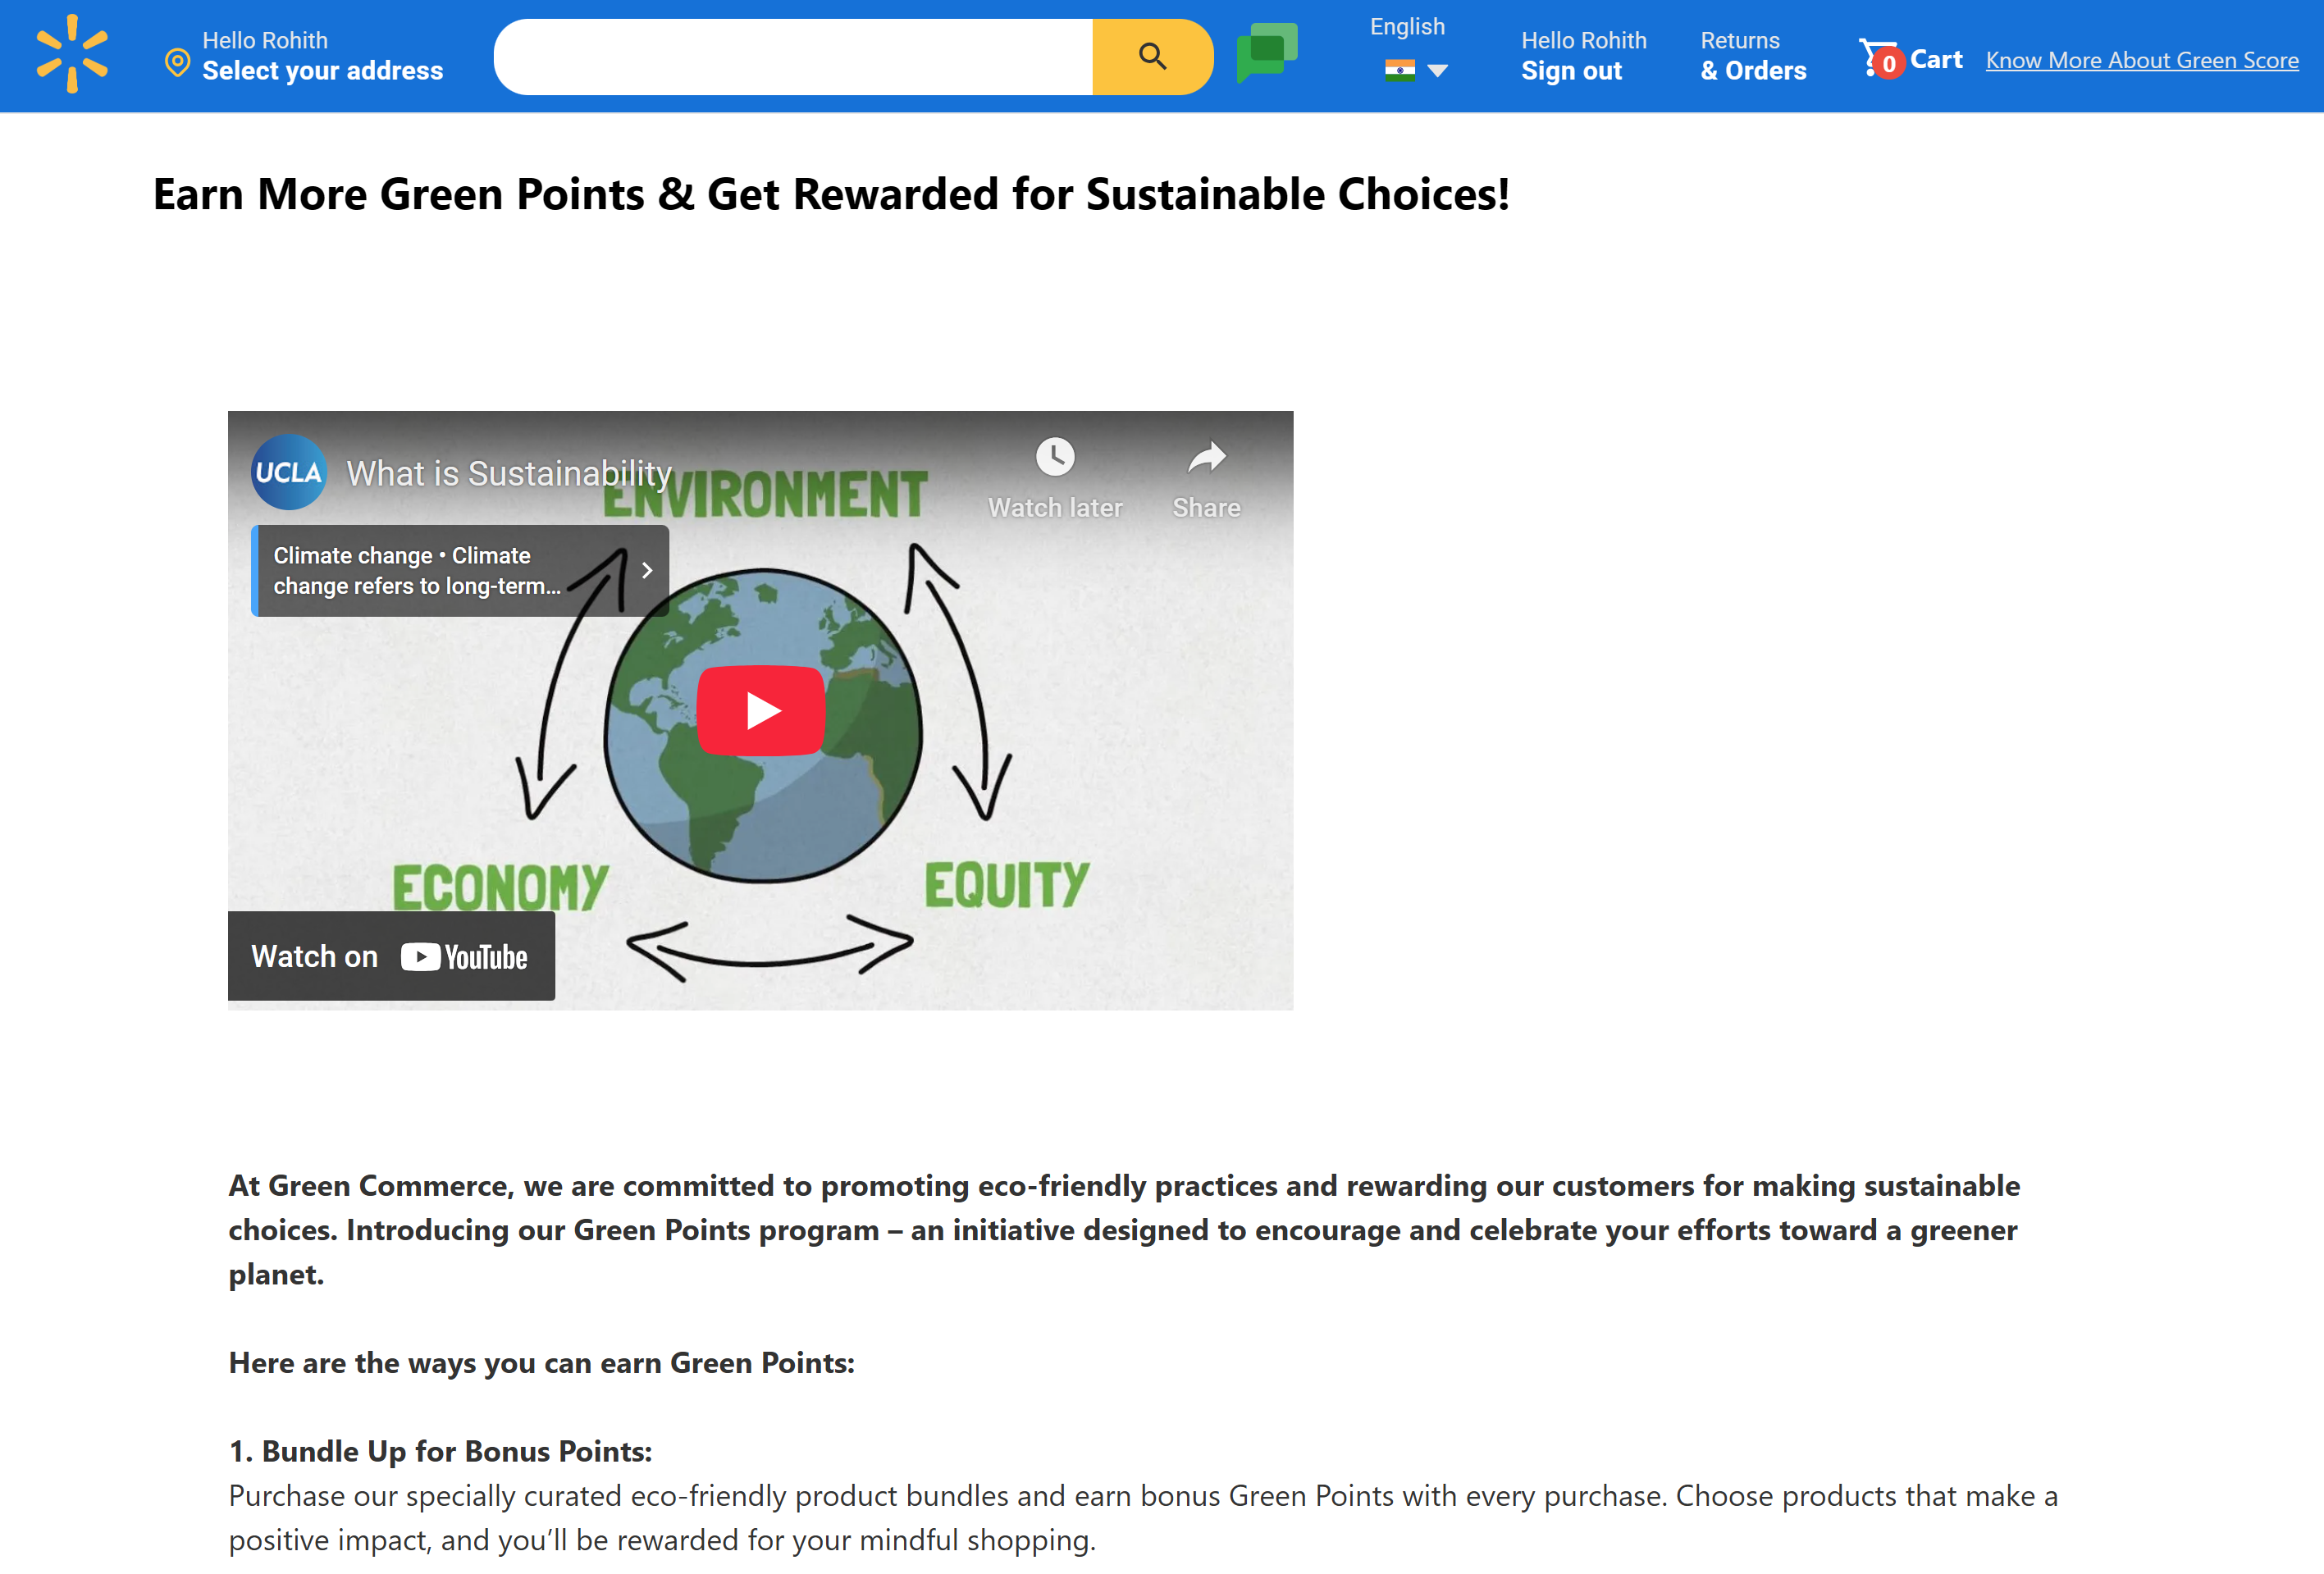 Hello Rohith
Select your address
English
Hello Rohith
Sign out
Returns
& Orders
0
Cart
Know More About Green Score
Earn More Green Points & Get Rewarded for Sustainable Choices!
UCLA
What is Sustainability
Watch later
Share
ENVIRONMENT
Climate change • Climate
change refers to long-term...
ECONOMY
EQUITY
Watch on YouTube
At Green Commerce, we are committed to promoting eco-friendly practices and rewarding our customers for making sustainable
choices. Introducing our Green Points program – an initiative designed to encourage and celebrate your efforts toward a greener
planet.
Here are the ways you can earn Green Points:
1. Bundle Up for Bonus Points:
Purchase our specially curated eco-friendly product bundles and earn bonus Green Points with every purchase. Choose products that make a
positive impact, and you’ll be rewarded for your mindful shopping.